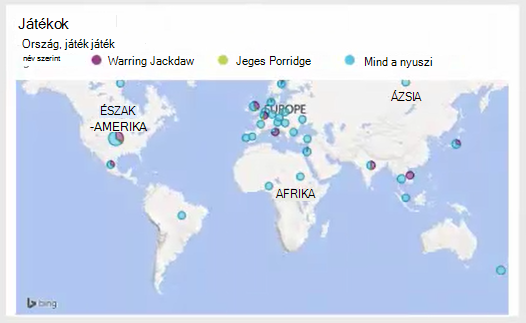 Játékok
Ország, játék játék
név szerint
Warring Jackdaw
Jeges Porridge
Mind a nyuszi
ÉSZAK
-AMERIKA
EUROPE
ÁZSIA
AFRIKA
bing